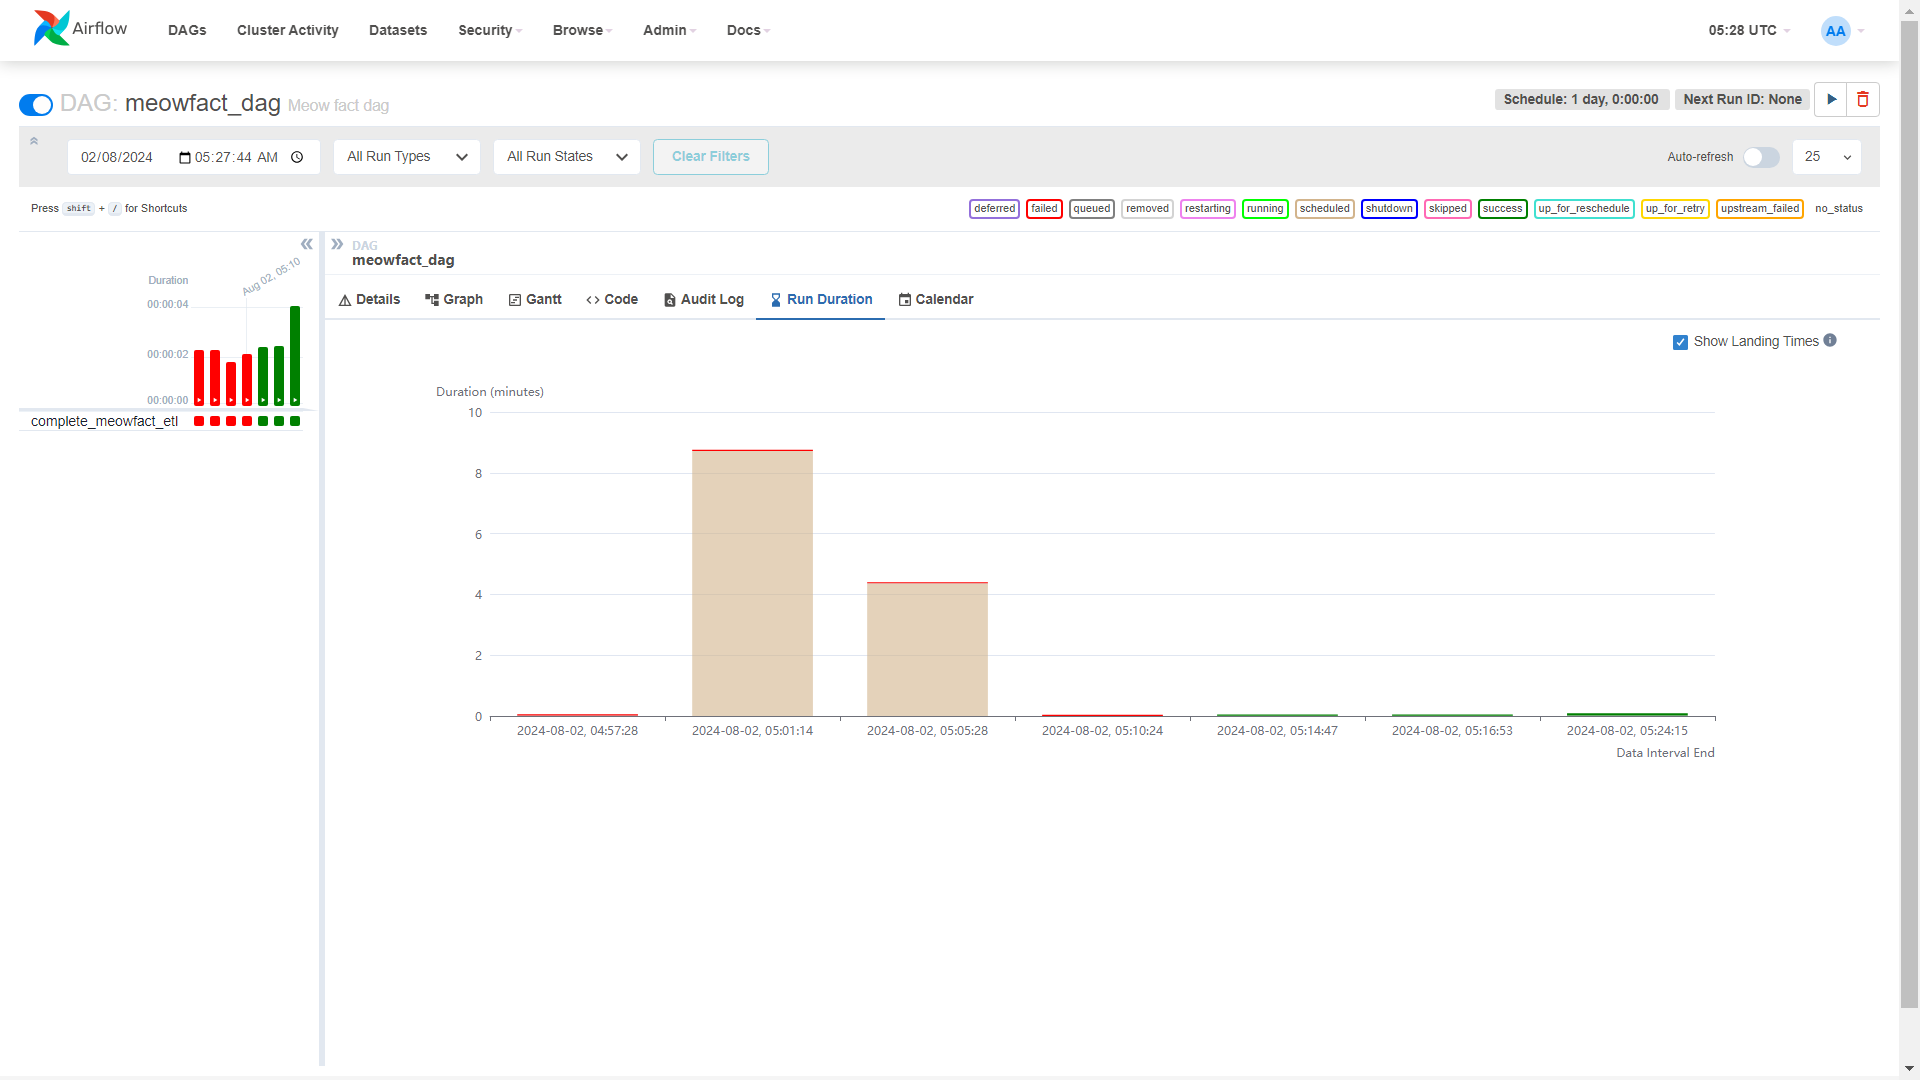 Airflow DAGs Cluster Activity Datasets Security Browse Admin Docs 05:28 UTC AA
DAG: meowfact_dag Meow fact dag Schedule: 1 day, 0:00:00 Next Run ID: None
02/08/2024 05:27:44 AM All Run Types All Run States Clear Filters Auto-refresh 25
Press shift + / for Shortcuts deferred failed queued removed restarting running scheduled shutdown skipped success up_for_reschedule up_for_retry upstream_failed no_status
DAG
meowfact_dag
Duration
Aug 02, 05:10
00:00:04
00:00:02
00:00:00
complete_meowfact_etl
Details Graph Gantt Code Audit Log Run Duration Calendar
Show Landing Times
Duration (minutes)
10
8
6
4
2
0
2024-08-02, 04:57:28 2024-08-02, 05:01:14 2024-08-02, 05:05:28 2024-08-02, 05:10:24 2024-08-02, 05:14:47 2024-08-02, 05:16:53 2024-08-02, 05:24:15
Data Interval End